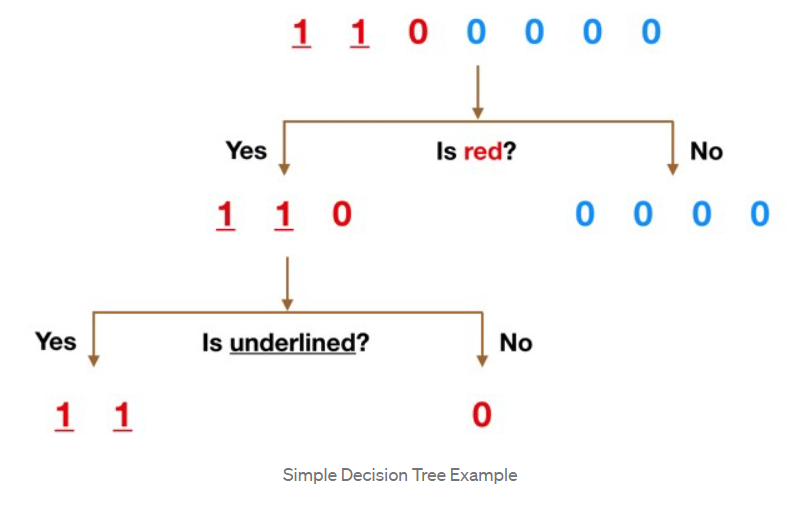 1 1 0 0 0 0 0
Yes Is red? No
1 1 0 0 0 0 0
Yes Is underlined? No
1 1 0
Simple Decision Tree Example